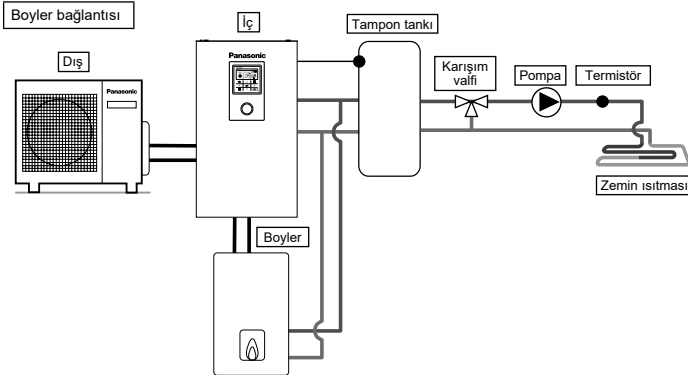 Boyler bağlantısı
İç
Tampon tankı
Dış
Panasonic
Karışım
valfi
Pompa
Termistör
Panasonic
Zemin ısıtması
Boyler